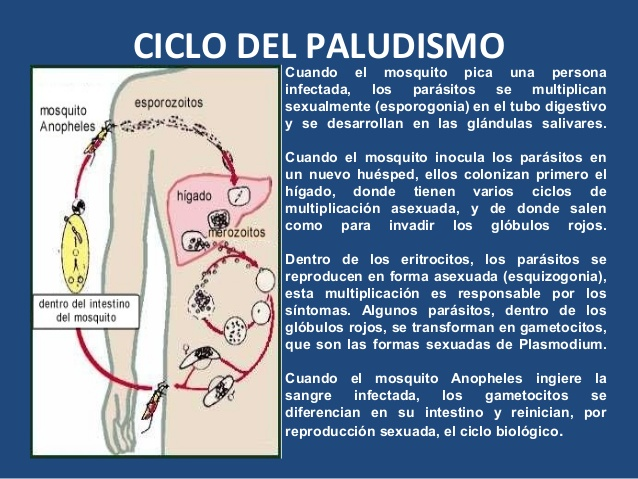 CICLO DEL PALUDISMO
mosquito
Anopheles
esporozoitos
hígado
merozoitos
dentro del intestino
del mosquito
♀
♂
Cuando el mosquito pica una persona
infectada, los parásitos se multiplican
sexualmente (esporogonia) en el tubo digestivo
y se desarrollan en las glándulas salivares.
Cuando el mosquito inocula los parásitos en
un nuevo huésped, ellos colonizan primero el
hígado, donde tienen varios ciclos de
multiplicación asexuada, y de donde salen
como para invadir los glóbulos rojos.
Dentro de los eritrocitos, los parásitos se
reproducen en forma asexuada (esquizogonia),
esta multiplicación es responsable por los
síntomas. Algunos parásitos, dentro de los
glóbulos rojos, se transforman en gametocitos,
que son las formas sexuadas de Plasmodium.
Cuando el mosquito Anopheles ingiere la
sangre infectada, los gametocitos se
diferencian en su intestino y reinician, por
reproducción sexuada, el ciclo biológico.